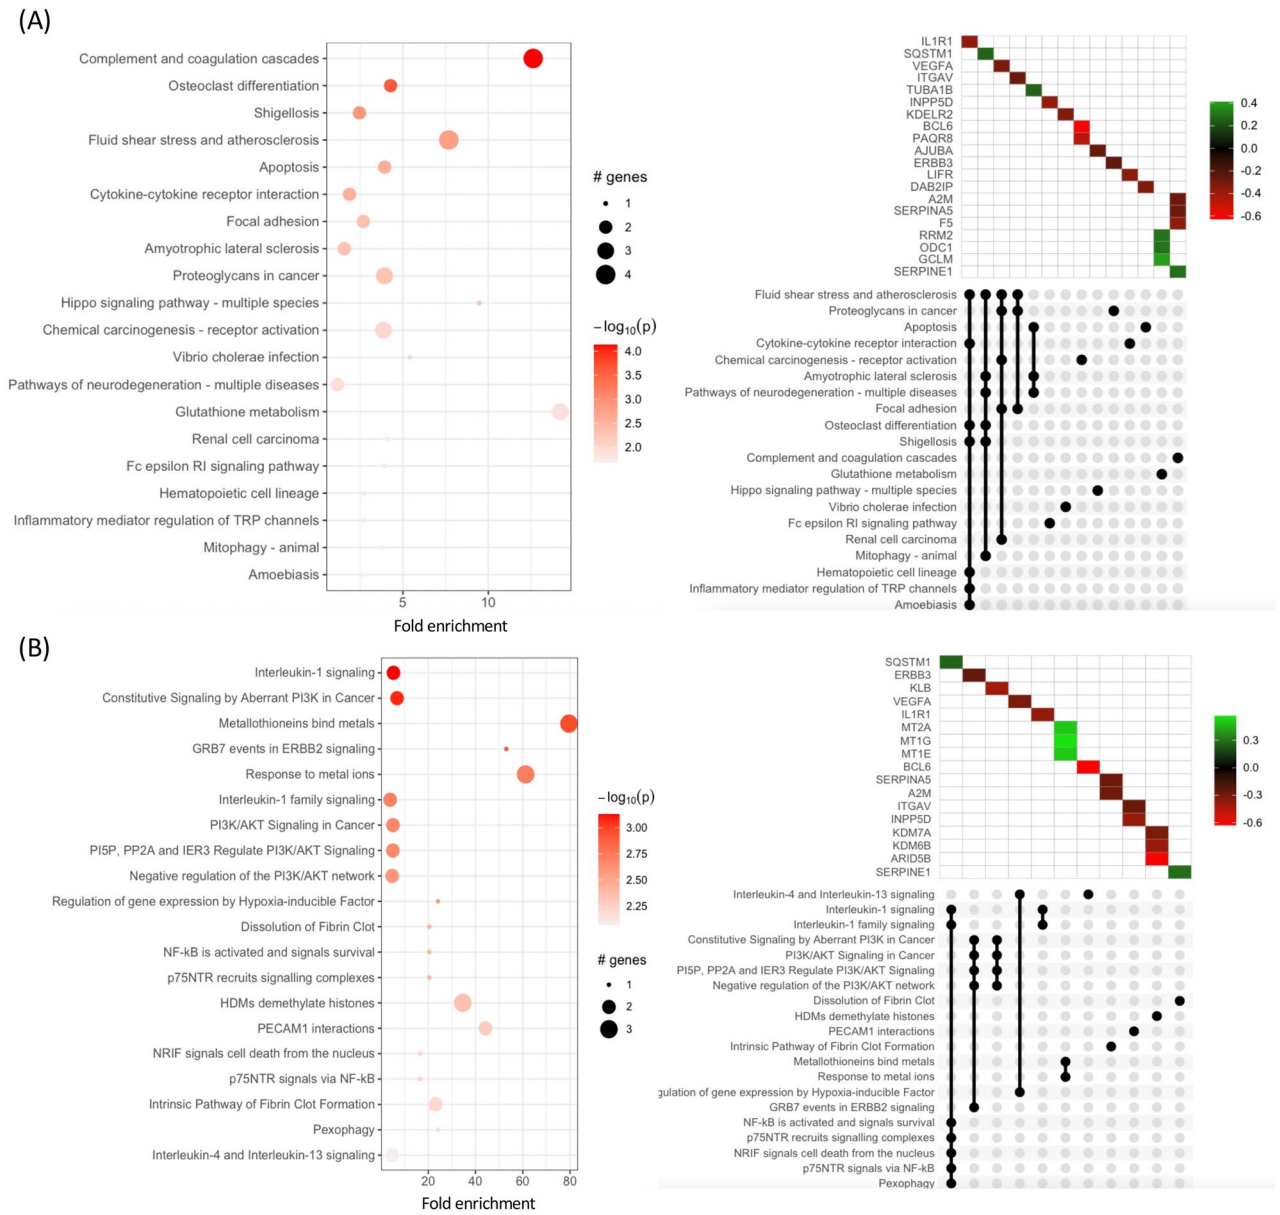 (A)
Complement and coagulation cascades
Osteoclast differentiation
Shigellosis
Fluid shear stress and atherosclerosis
Apoptosis
Cytokine-cytokine receptor interaction
Focal adhesion
Amyotrophic lateral sclerosis
Proteoglycans in cancer
Hippo signaling pathway - multiple species
Chemical carcinogenesis - receptor activation
Vibrio cholerae infection
Pathways of neurodegeneration - multiple diseases
Glutathione metabolism
Renal cell carcinoma
Fc epsilon RI signaling pathway
Hematopoietic cell lineage
Inflammatory mediator regulation of TRP channels
Mitophagy - animal
Amoebiasis
5 10
Fold enrichment
# genes
1
2
3
4
−log10(p)
4.0
3.5
3.0
2.5
2.0
IL1R1
SQSTM1
VEGFA
ITGAV
TUBA1B
INPP5D
KDELR2
BCL6
PAQR8
AJUBA
ERBB3
LIFR
DAB2IP
A2M
SERPINA5
F5
RRM2
ODC1
GCLM
SERPINE1
0.4
0.2
0.0
-0.2
-0.4
-0.6
Fluid shear stress and atherosclerosis
Proteoglycans in cancer
Apoptosis
Cytokine-cytokine receptor interaction
Chemical carcinogenesis - receptor activation
Amyotrophic lateral sclerosis
Pathways of neurodegeneration - multiple diseases
Focal adhesion
Osteoclast differentiation
Shigellosis
Complement and coagulation cascades
Glutathione metabolism
Hippo signaling pathway - multiple species
Vibrio cholerae infection
Fc epsilon RI signaling pathway
Renal cell carcinoma
Mitophagy - animal
Hematopoietic cell lineage
Inflammatory mediator regulation of TRP channels
Amoebiasis
(B)
Interleukin-1 signaling
Constitutive Signaling by Aberrant PI3K in Cancer
Metallothioneins bind metals
GRB7 events in ERBB2 signaling
Response to metal ions
Interleukin-1 family signaling
PI3K/AKT Signaling in Cancer
PI5P, PP2A and IER3 Regulate PI3K/AKT Signaling
Negative regulation of the PI3K/AKT network
Regulation of gene expression by Hypoxia-inducible Factor
Dissolution of Fibrin Clot
NF-kB is activated and signals survival
p75NTR recruits signalling complexes
HDMs demethylate histones
PECAM1 interactions
NRIF signals cell death from the nucleus
p75NTR signals via NF-kB
Intrinsic Pathway of Fibrin Clot Formation
Pexophagy
Interleukin-4 and Interleukin-13 signaling
20 40 60 80
Fold enrichment
−log10(p)
3.00
2.75
2.50
2.25
# genes
1
2
3
SQSTM1
ERBB3
KLB
VEGFA
IL1R1
MT2A
MT1G
MT1E
BCL6
SERPINA5
A2M
ITGAV
INPP5D
KDM7A
KDM6B
ARID5B
SERPINE1
0.3
0.0
-0.3
-0.6
Interleukin-4 and Interleukin-13 signaling
Interleukin-1 signaling
Interleukin-1 family signaling
Constitutive Signaling by Aberrant PI3K in Cancer
PI3K/AKT Signaling in Cancer
PI5P, PP2A and IER3 Regulate PI3K/AKT Signaling
Negative regulation of the PI3K/AKT network
Dissolution of Fibrin Clot
HDMs demethylate histones
PECAM1 interactions
Intrinsic Pathway of Fibrin Clot Formation
Metallothioneins bind metals
Response to metal ions
gulation of gene expression by Hypoxia-inducible Factor
GRB7 events in ERBB2 signaling
NF-kB is activated and signals survival
p75NTR recruits signalling complexes
NRIF signals cell death from the nucleus
p75NTR signals via NF-kB
Pexophagy